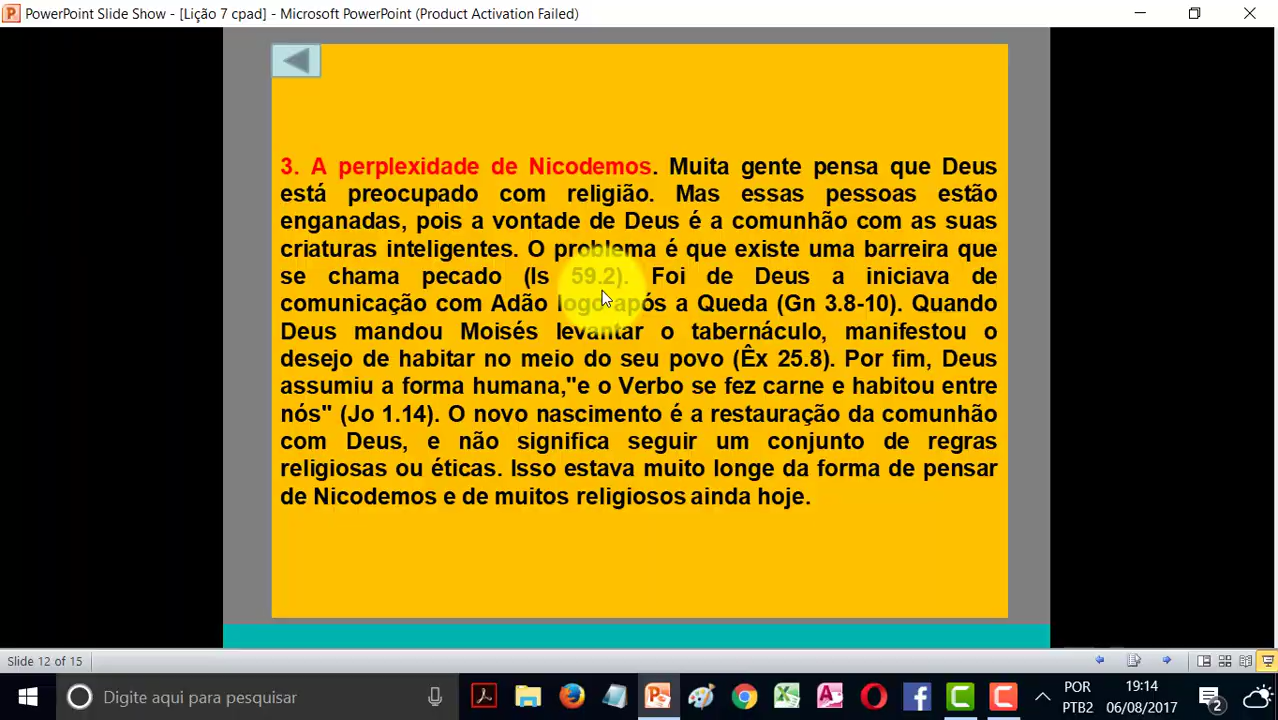 PowerPoint Slide Show - [Lição 7 cpad] - Microsoft PowerPoint (Product Activation Failed)
3. A perplexidade de Nicodemos. Muita gente pensa que Deus
está preocupado com religião. Mas essas pessoas estão
enganadas, pois a vontade de Deus é a comunhão com as suas
criaturas inteligentes. O problema é que existe uma barreira que
se chama pecado (Is 59.2). Foi de Deus a iniciava de
comunicação com Adão logo após a Queda (Gn 3.8-10). Quando
Deus mandou Moisés levantar o tabernáculo, manifestou o
desejo de habitar no meio do seu povo (Êx 25.8). Por fim, Deus
assumiu a forma humana,"e o Verbo se fez carne e habitou entre
nós" (Jo 1.14). O novo nascimento é a restauração da comunhão
com Deus, e não significa seguir um conjunto de regras
religiosas ou éticas. Isso estava muito longe da forma de pensar
de Nicodemos e de muitos religiosos ainda hoje.
Slide 12 of 15
Digite aqui para pesquisar
POR
PTB2
19:14
06/08/2017
2